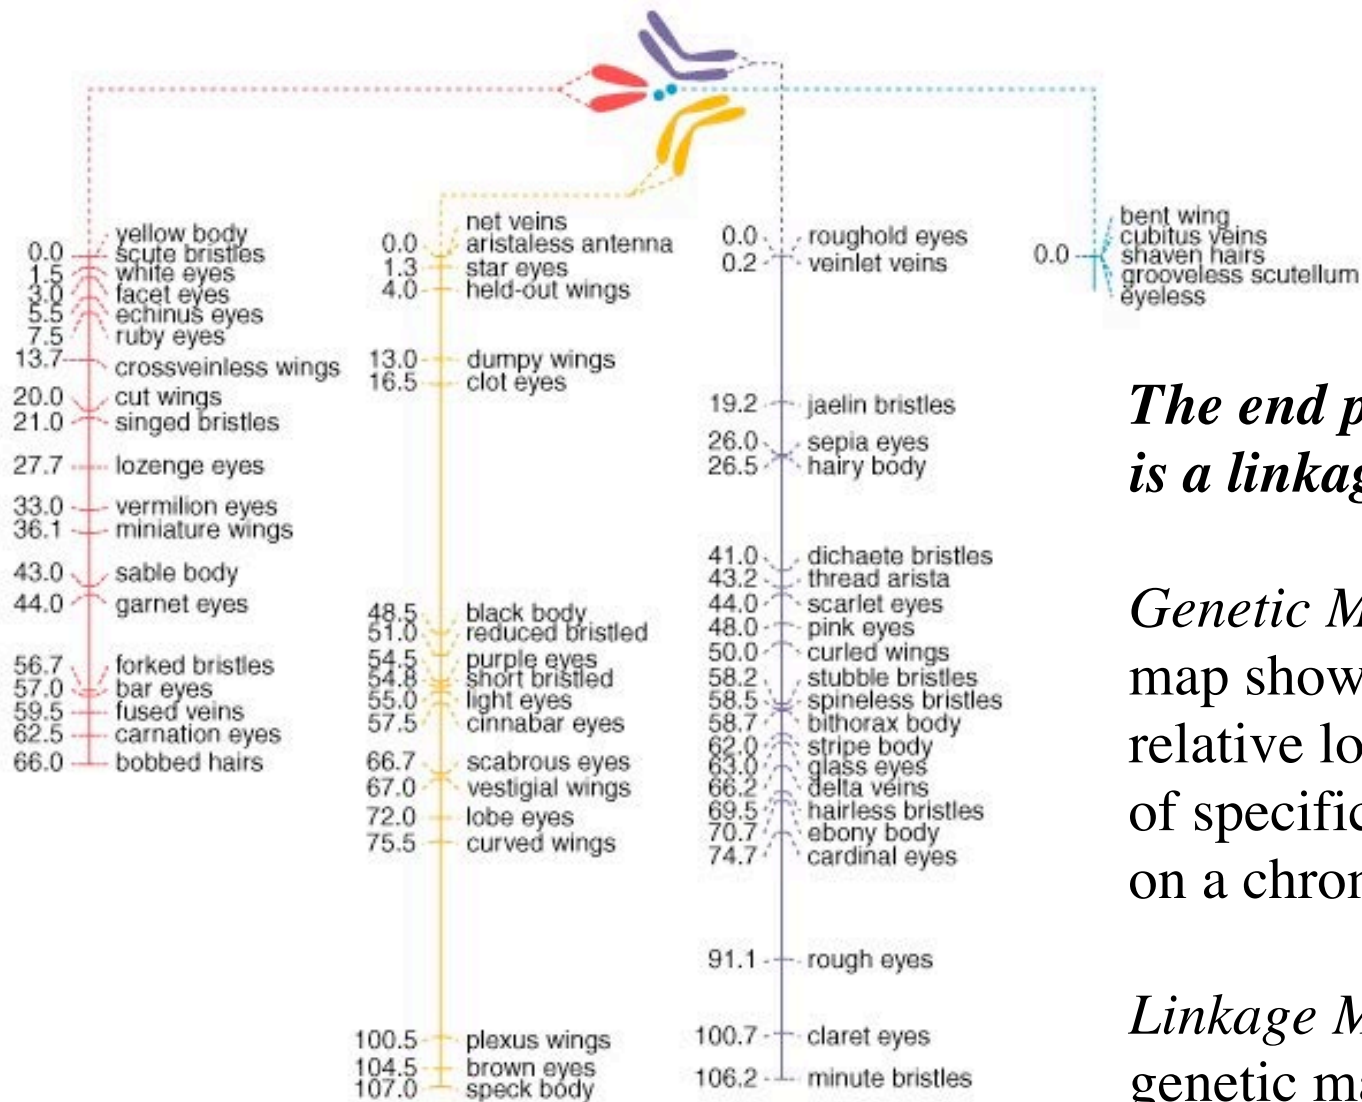 0.0 yellow body
scute bristles
1.5 white eyes
3.0 facet eyes
5.5 echinus eyes
7.5 ruby eyes
13.7 crossveinless wings
20.0 cut wings
21.0 singed bristles
27.7 lozenge eyes
33.0 vermilion eyes
36.1 miniature wings
43.0 sable body
44.0 garnet eyes
56.7 forked bristles
57.0 bar eyes
59.5 fused veins
62.5 carnation eyes
66.0 bobbed hairs
net veins
0.0 aristaless antenna
1.3 star eyes
4.0 held-out wings
13.0 dumpy wings
16.5 clot eyes
48.5 black body
51.0 reduced bristled
54.5 purple eyes
54.8 short bristled
55.0 light eyes
57.5 cinnabar eyes
66.7 scabrous eyes
67.0 vestigial wings
72.0 lobe eyes
75.5 curved wings
100.5 plexus wings
104.5 brown eyes
107.0 speck body
0.0 roughold eyes
0.2 veinlet veins
19.2 jaelin bristles
26.0 sepia eyes
26.5 hairy body
41.0 dichaete bristles
43.2 thread arista
44.0 scarlet eyes
48.0 pink eyes
50.0 curled wings
58.2 stubble bristles
58.5 spineless bristles
58.7 bithorax body
62.0 stripe body
63.0 glass eyes
66.2 delta veins
69.5 hairless bristles
70.7 ebony body
74.7 cardinal eyes
91.1 rough eyes
100.7 claret eyes
106.2 minute bristles
bent wing
cubitus veins
0.0 shaven hairs
grooveless scutellum
eyeless
The end p
is a linkag
Genetic M
map show
relative lo
of specific
on a chron
Linkage M
genetic ma